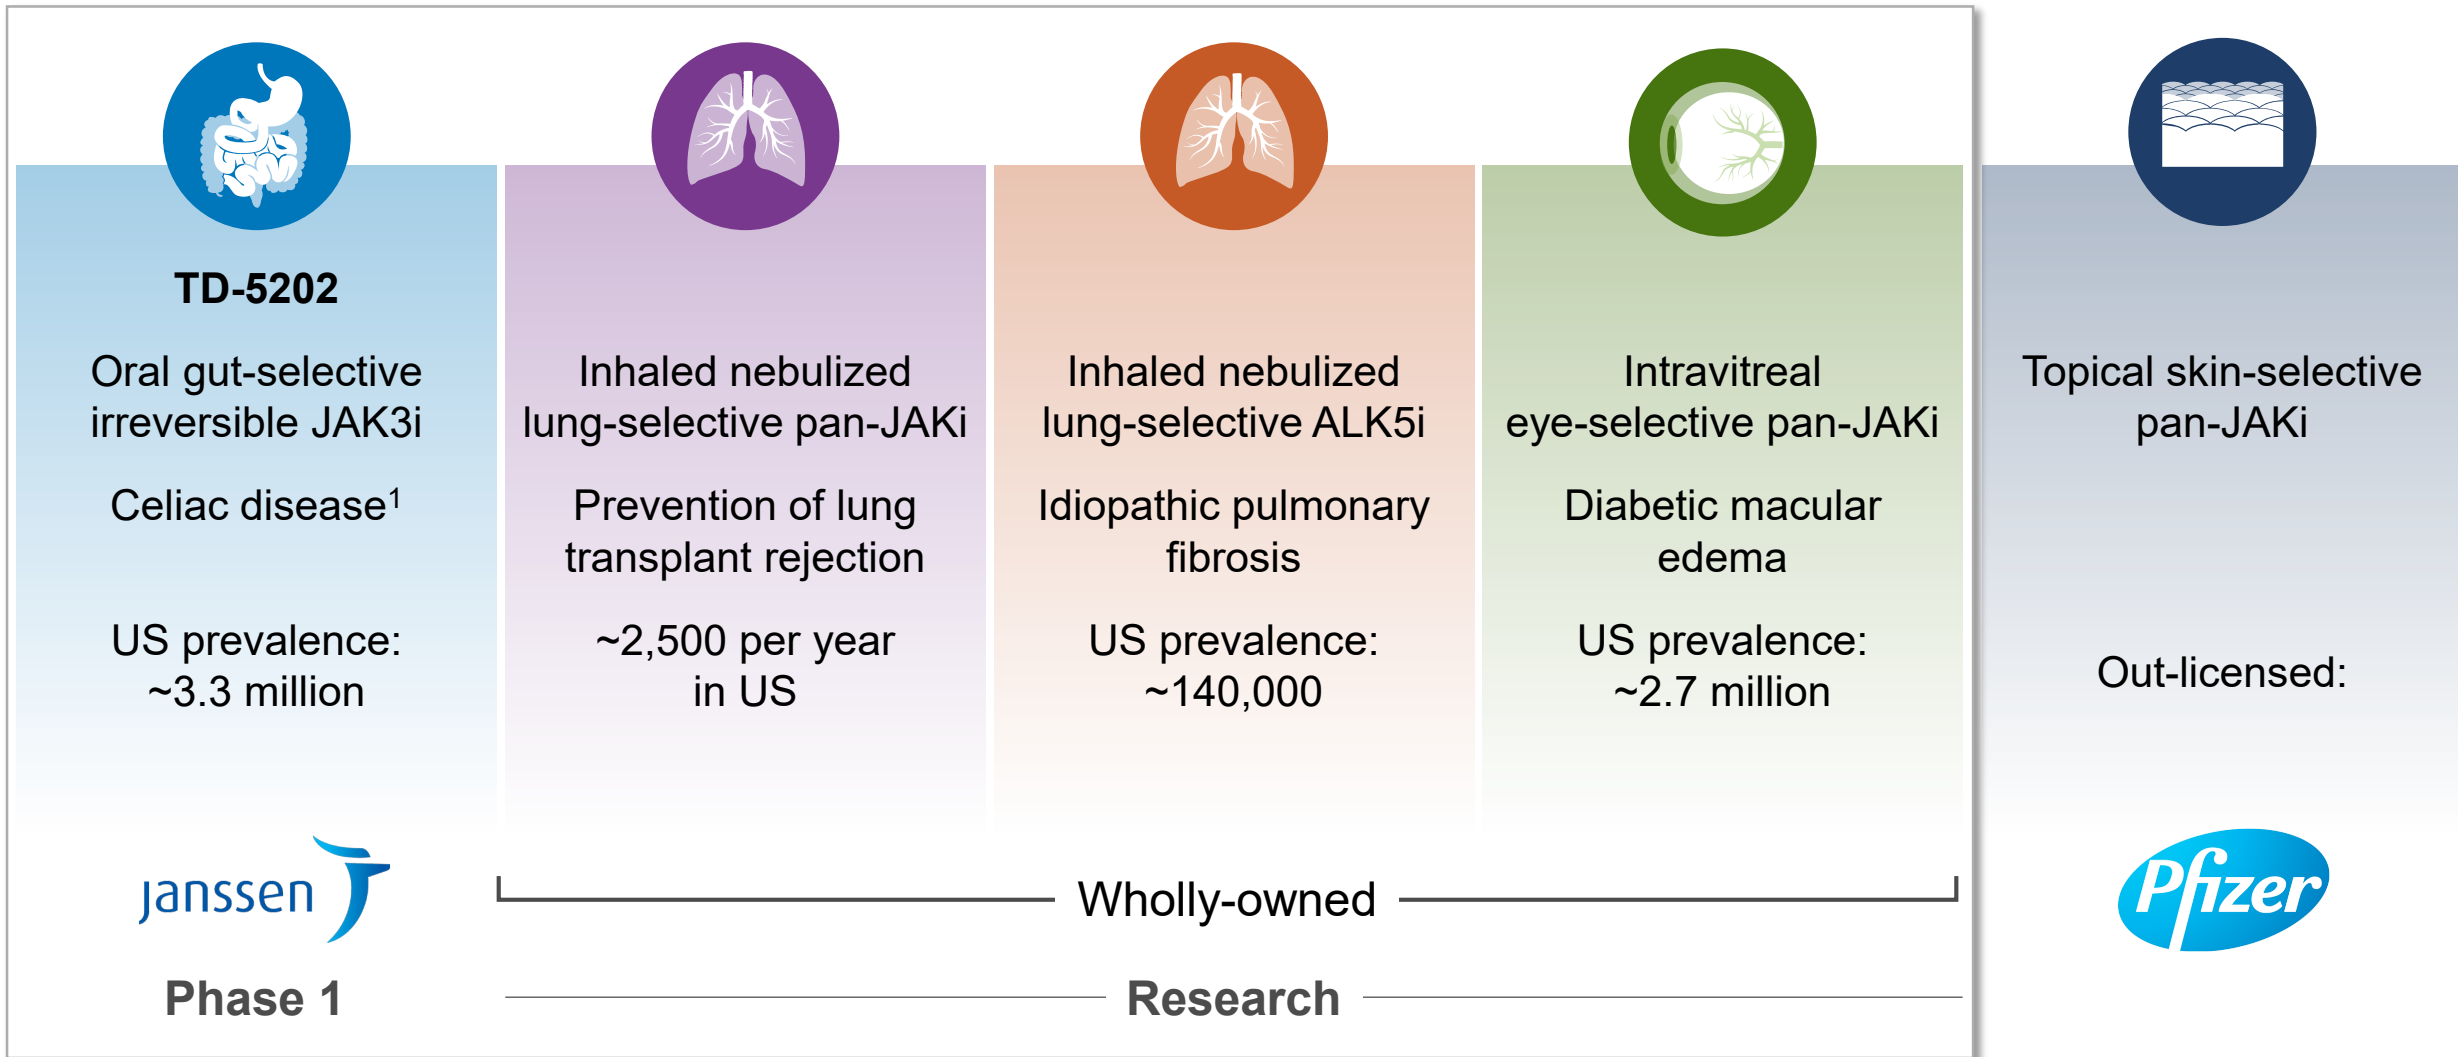 TD-5202
Oral gut-selective
irreversible JAK3i
Celiac disease1
US prevalence:
~3.3 million
Janssen
Phase 1
Inhaled nebulized
lung-selective pan-JAKi
Prevention of lung
transplant rejection
~2,500 per year
in US
Inhaled nebulized
lung-selective ALK5i
Idiopathic pulmonary
fibrosis
US prevalence:
~140,000
Intravitreal
eye-selective pan-JAKi
Diabetic macular
edema
US prevalence:
~2.7 million
Wholly-owned
Research
Topical skin-selective
pan-JAKi
Out-licensed:
Pfizer